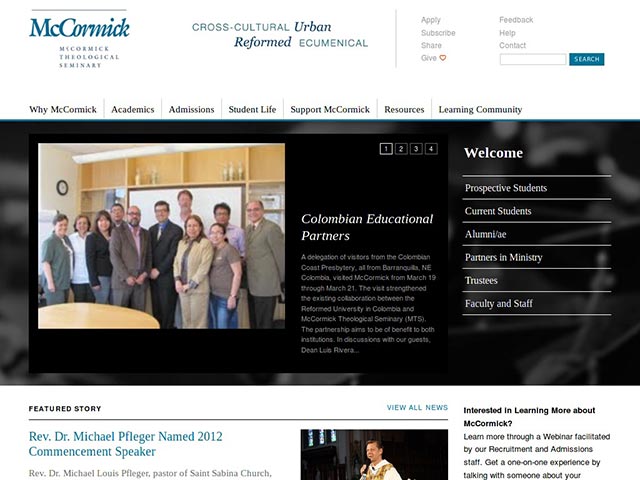 McCormick
McCORMICK
THEOLOGICAL
SEMINARY
CROSS-CULTURAL Urban
Reformed ECUMENICAL
Apply
Subscribe
Share
Give
Feedback
Help
Contact
SEARCH
Why McCormick
Academics
Admissions
Student Life
Support McCormick
Resources
Learning Community
1 2 3 4
Colombian Educational
Partners
A delegation of visitors from the Colombian
Coast Presbytery, all from Barranquilla, NE
Colombia, visited McCormick from March 19
through March 21. The visit strengthened
the existing collaboration between the
Reformed University in Colombia and
McCormick Theological Seminary (MTS).
The partnership aims to be of benefit to both
institutions. In discussions with our guests,
Dean Luis Rivera...
Welcome
Prospective Students
Current Students
Alumni/ae
Partners in Ministry
Trustees
Faculty and Staff
FEATURED STORY
VIEW ALL NEWS
Rev. Dr. Michael Pfleger Named 2012
Commencement Speaker
Rev. Dr. Michael Louis Pfleger, pastor of Saint Sabina Church,
Interested in Learning More about
McCormick?
Learn more through a Webinar facilitated
by our Recruitment and Admissions
staff. Get a one-on-one experience by
talking with someone about your